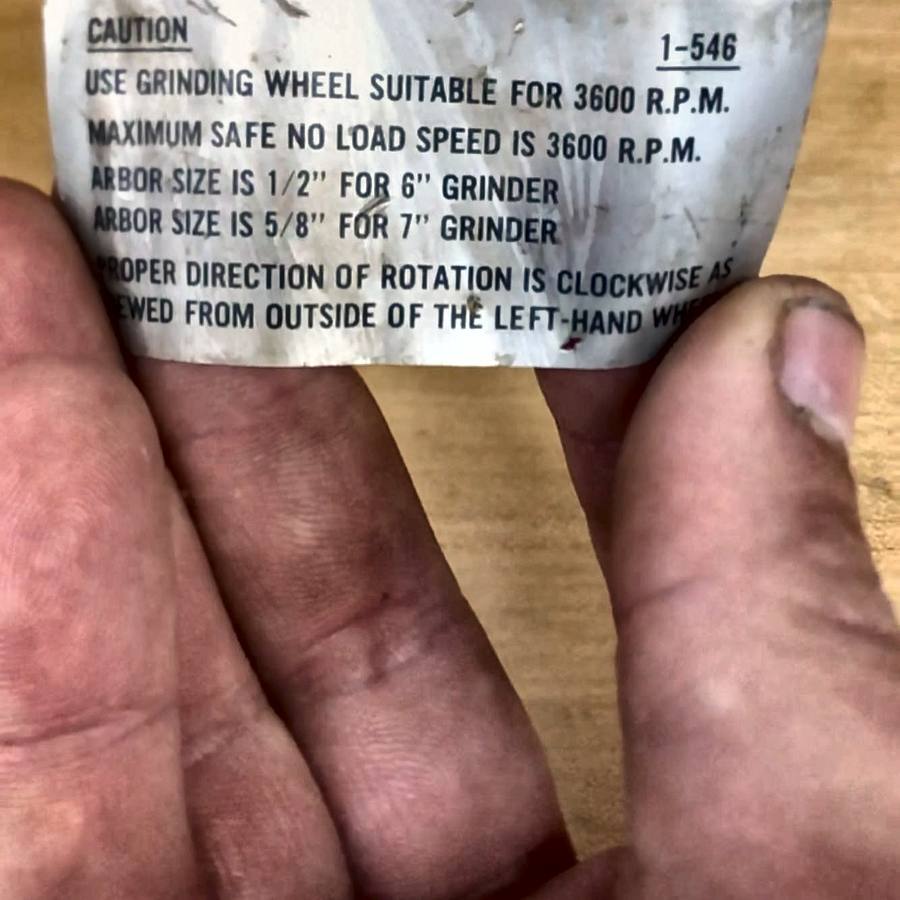 CAUTION
1-546
USE GRINDING WHEEL SUITABLE FOR 3600 R.P.M.
MAXIMUM SAFE NO LOAD SPEED IS 3600 R.P.M.
ARBOR SIZE IS 1/2" FOR 6" GRINDER
ARBOR SIZE IS 5/8" FOR 7" GRINDER
PROPER DIRECTION OF ROTATION IS CLOCKWISE AS
EWED FROM OUTSIDE OF THE LEFT-HAND WHE